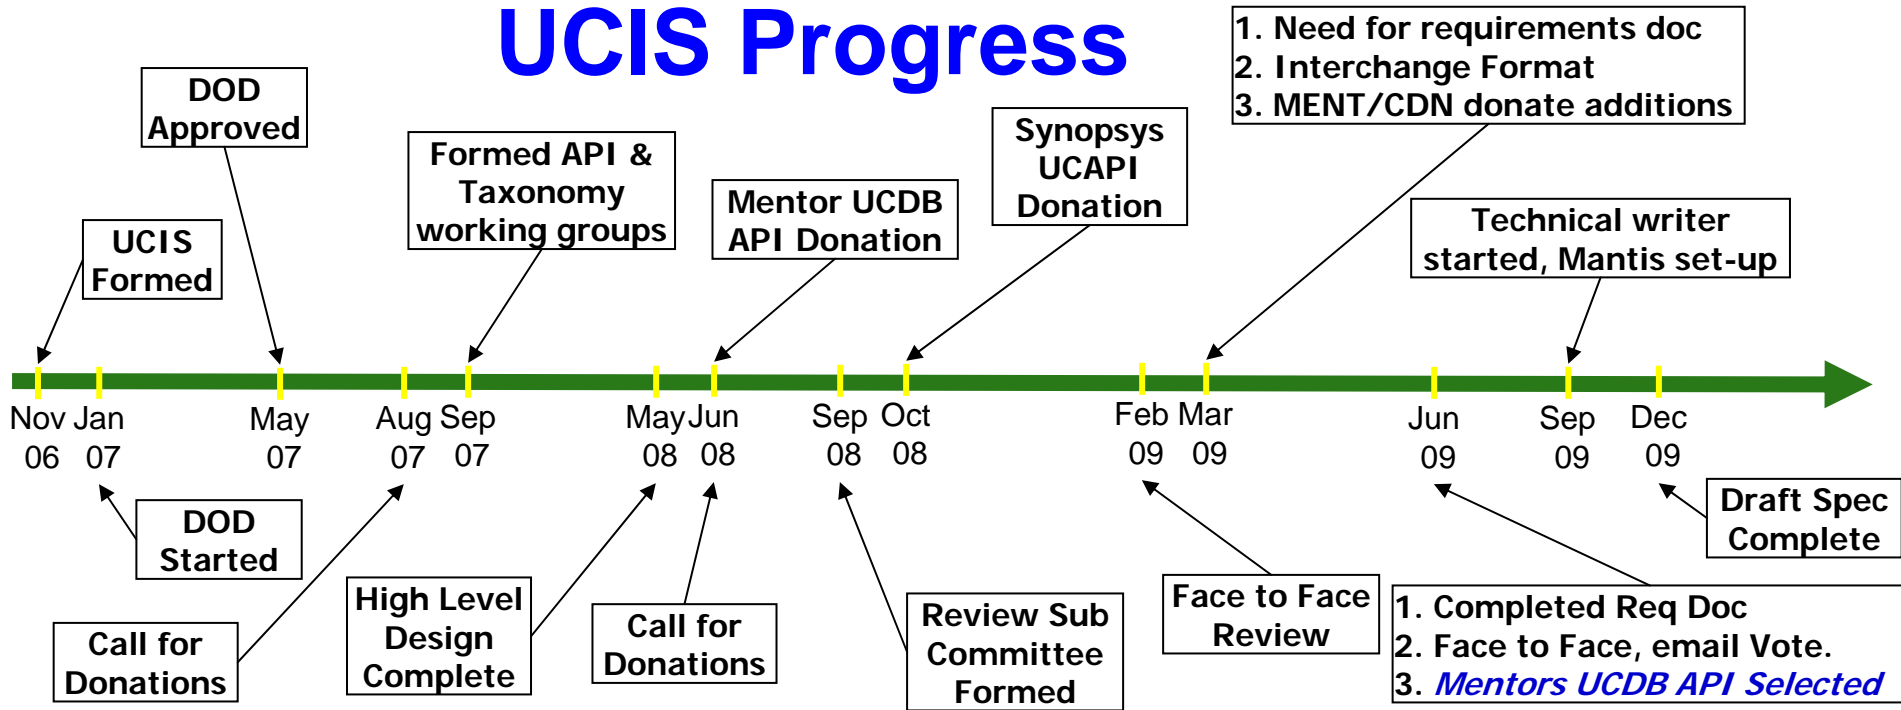 UCIS Progress
1. Need for requirements doc
2. Interchange Format
3. MENT/CDN donate additions
DOD
Approved
Formed API &
Taxonomy
working groups
Synopsys
UCAPI
Donation
Mentor UCDB
API Donation
UCIS
Formed
Technical writer
started, Mantis set-up
Nov
06
Jan
07
May
07
Aug
07
Sep
07
May
08
Jun
08
Sep
08
Oct
08
Feb
09
Mar
09
Jun
09
Sep
09
Dec
09
DOD
Started
Call for
Donations
High Level
Design
Complete
Call for
Donations
Review Sub
Committee
Formed
Face to Face
Review
1. Completed Req Doc
2. Face to Face, email Vote.
3. Mentors UCDB API Selected
Draft Spec
Complete